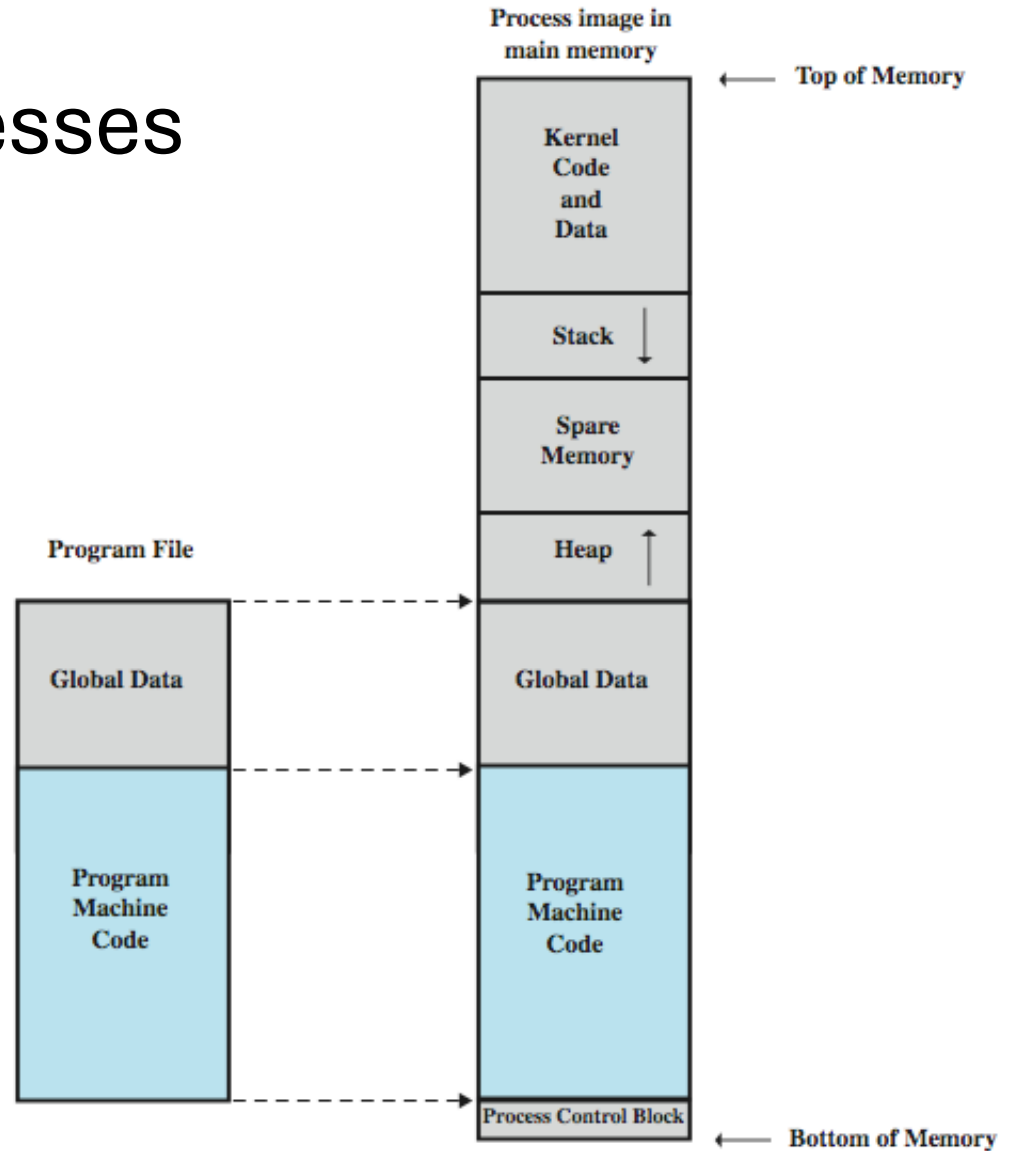 esses
Process image in
main memory
Top of Memory
Kernel
Code
and
Data
Stack
Spare
Memory
Heap
Program File
Global Data
Global Data
Program
Machine
Code
Program
Machine
Code
Process Control Block
Bottom of Memory